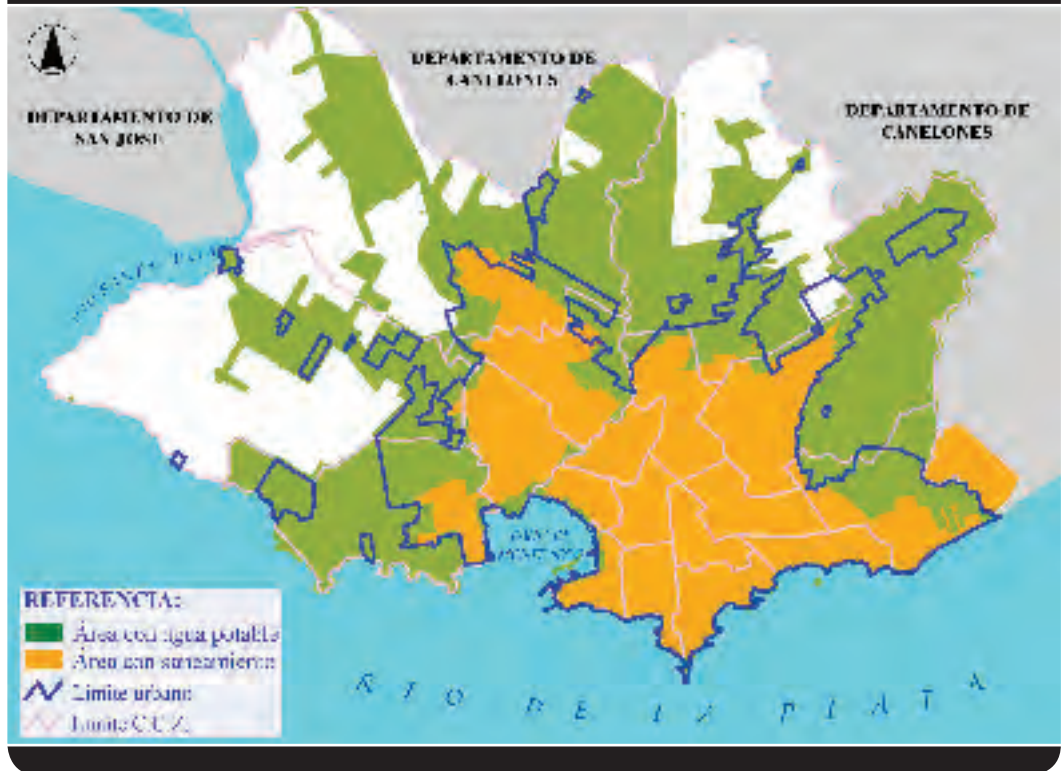 DEPARTAMENTO DE
CANELONES
DEPARTAMENTO DE
SAN JOSE
DEPARTAMENTO DE
CANELONES
REFERENCIA:
Área con agua potable
Área con saneamiento
Limite urbano
Limite C.C.Z.
RIO DE LA PLATA